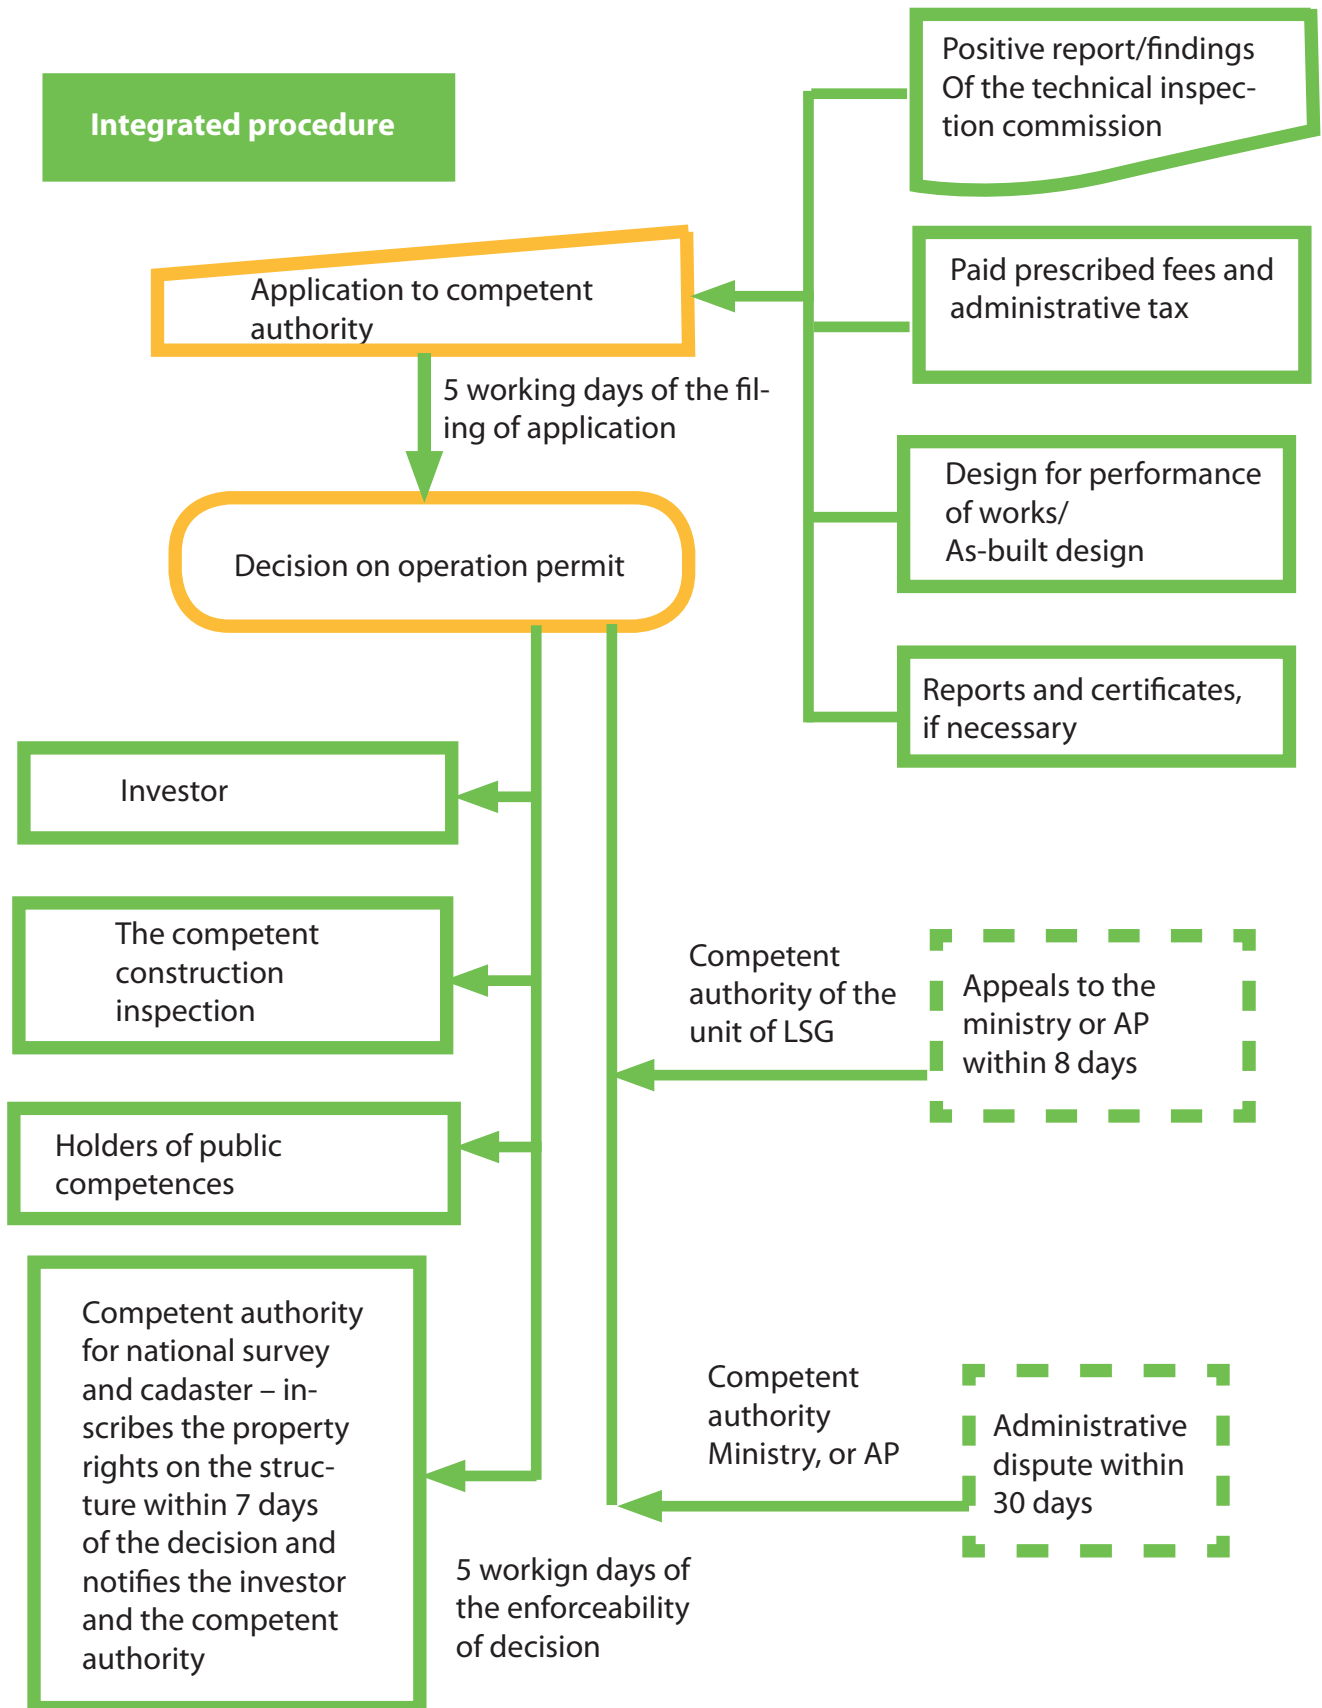 Integrated procedure
Positive report/findings
Of the technical inspec-
tion commission
Paid prescribed fees and
administrative tax
Application to competent
authority
5 working days of the fil-
ing of application
Design for performance
of works/
As-built design
Decision on operation permit
Reports and certificates,
if necessary
Investor
The competent
construction
inspection
Competent
authority of the
unit of LSG
Appeals to the
ministry or AP
within 8 days
Holders of public
competences
Competent authority
for national survey
and cadaster – in-
scribes the property
rights on the struc-
ture within 7 days
of the decision and
notifies the investor
and the competent
authority
Competent
authority
Ministry, or AP
Administrative
dispute within
30 days
5 workign days of
the enforceability
of decision